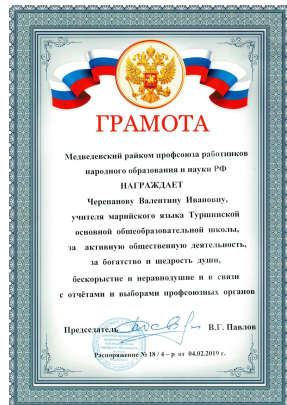 ГРАМОТА
Медведевский райком профсоюза работников
народного образования и науки РФ
НАГРАЖДАЕТ
Черепанову Валентину Ивановну,
учителя марийского языка Туршинской
основной общеобразовательной школы,
за активную общественную деятельность,
за богатство и щедрость души,
бескорыстие и неравнодушие и в связи
с отчётами и выборами профсоюзных органов
Председатель В.Г. Павлов
Распоряжение № 18 / 4 – р от 04.02.2019 г.